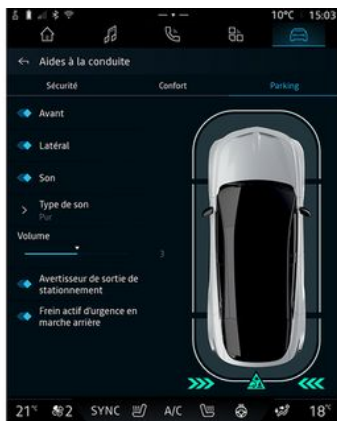 10°C 15:03
Aides à la conduite
Sécurité Confort Parking
Avant
Latéral
Son
Type de son
Pur
Volume
3
Avertisseur de sortie de
stationnement
Frein actif d'urgence en
marche arrière
21°C 2 SYNC A/C 18°C